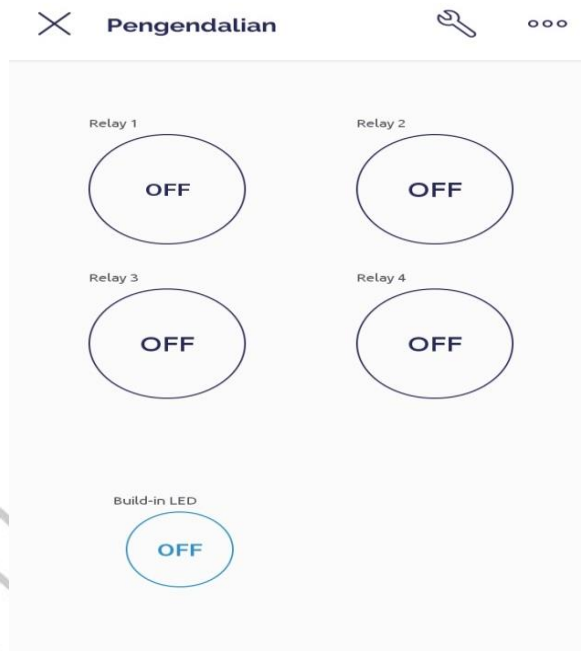 Pengendalian
Relay 1
Relay 2
OFF
OFF
Relay 3
Relay 4
OFF
OFF
Build-in LED
OFF